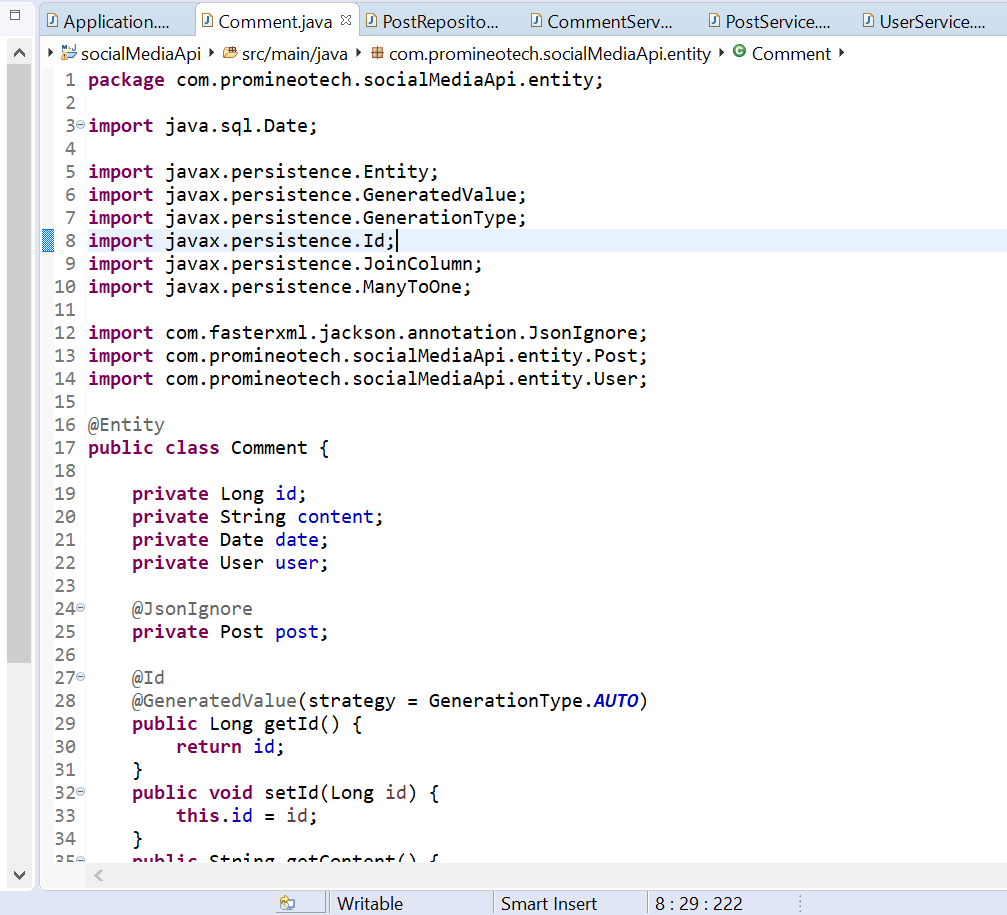 Application.... Comment.java PostReposito... CommentServ... PostService.... UserService....
socialMediaApi src/main/java com.promineotech.socialMediaApi.entity Comment
1 package com.promineotech.socialMediaApi.entity;
2
3 import java.sql.Date;
4
5 import javax.persistence.Entity;
6 import javax.persistence.GeneratedValue;
7 import javax.persistence.GenerationType;
8 import javax.persistence.Id;
9 import javax.persistence.JoinColumn;
10 import javax.persistence.ManyToOne;
11
12 import com.fasterxml.jackson.annotation.JsonIgnore;
13 import com.promineotech.socialMediaApi.entity.Post;
14 import com.promineotech.socialMediaApi.entity.User;
15
16 @Entity
17 public class Comment {
18
19 private Long id;
20 private String content;
21 private Date date;
22 private User user;
23
24 @JsonIgnore
25 private Post post;
26
27 @Id
28 @GeneratedValue(strategy = GenerationType.AUTO)
29 public Long getId() {
30 return id;
31 }
32 public void setId(Long id) {
33 this.id = id;
34 }
35 public String getContent() {
Writable Smart Insert 8 : 29 : 222